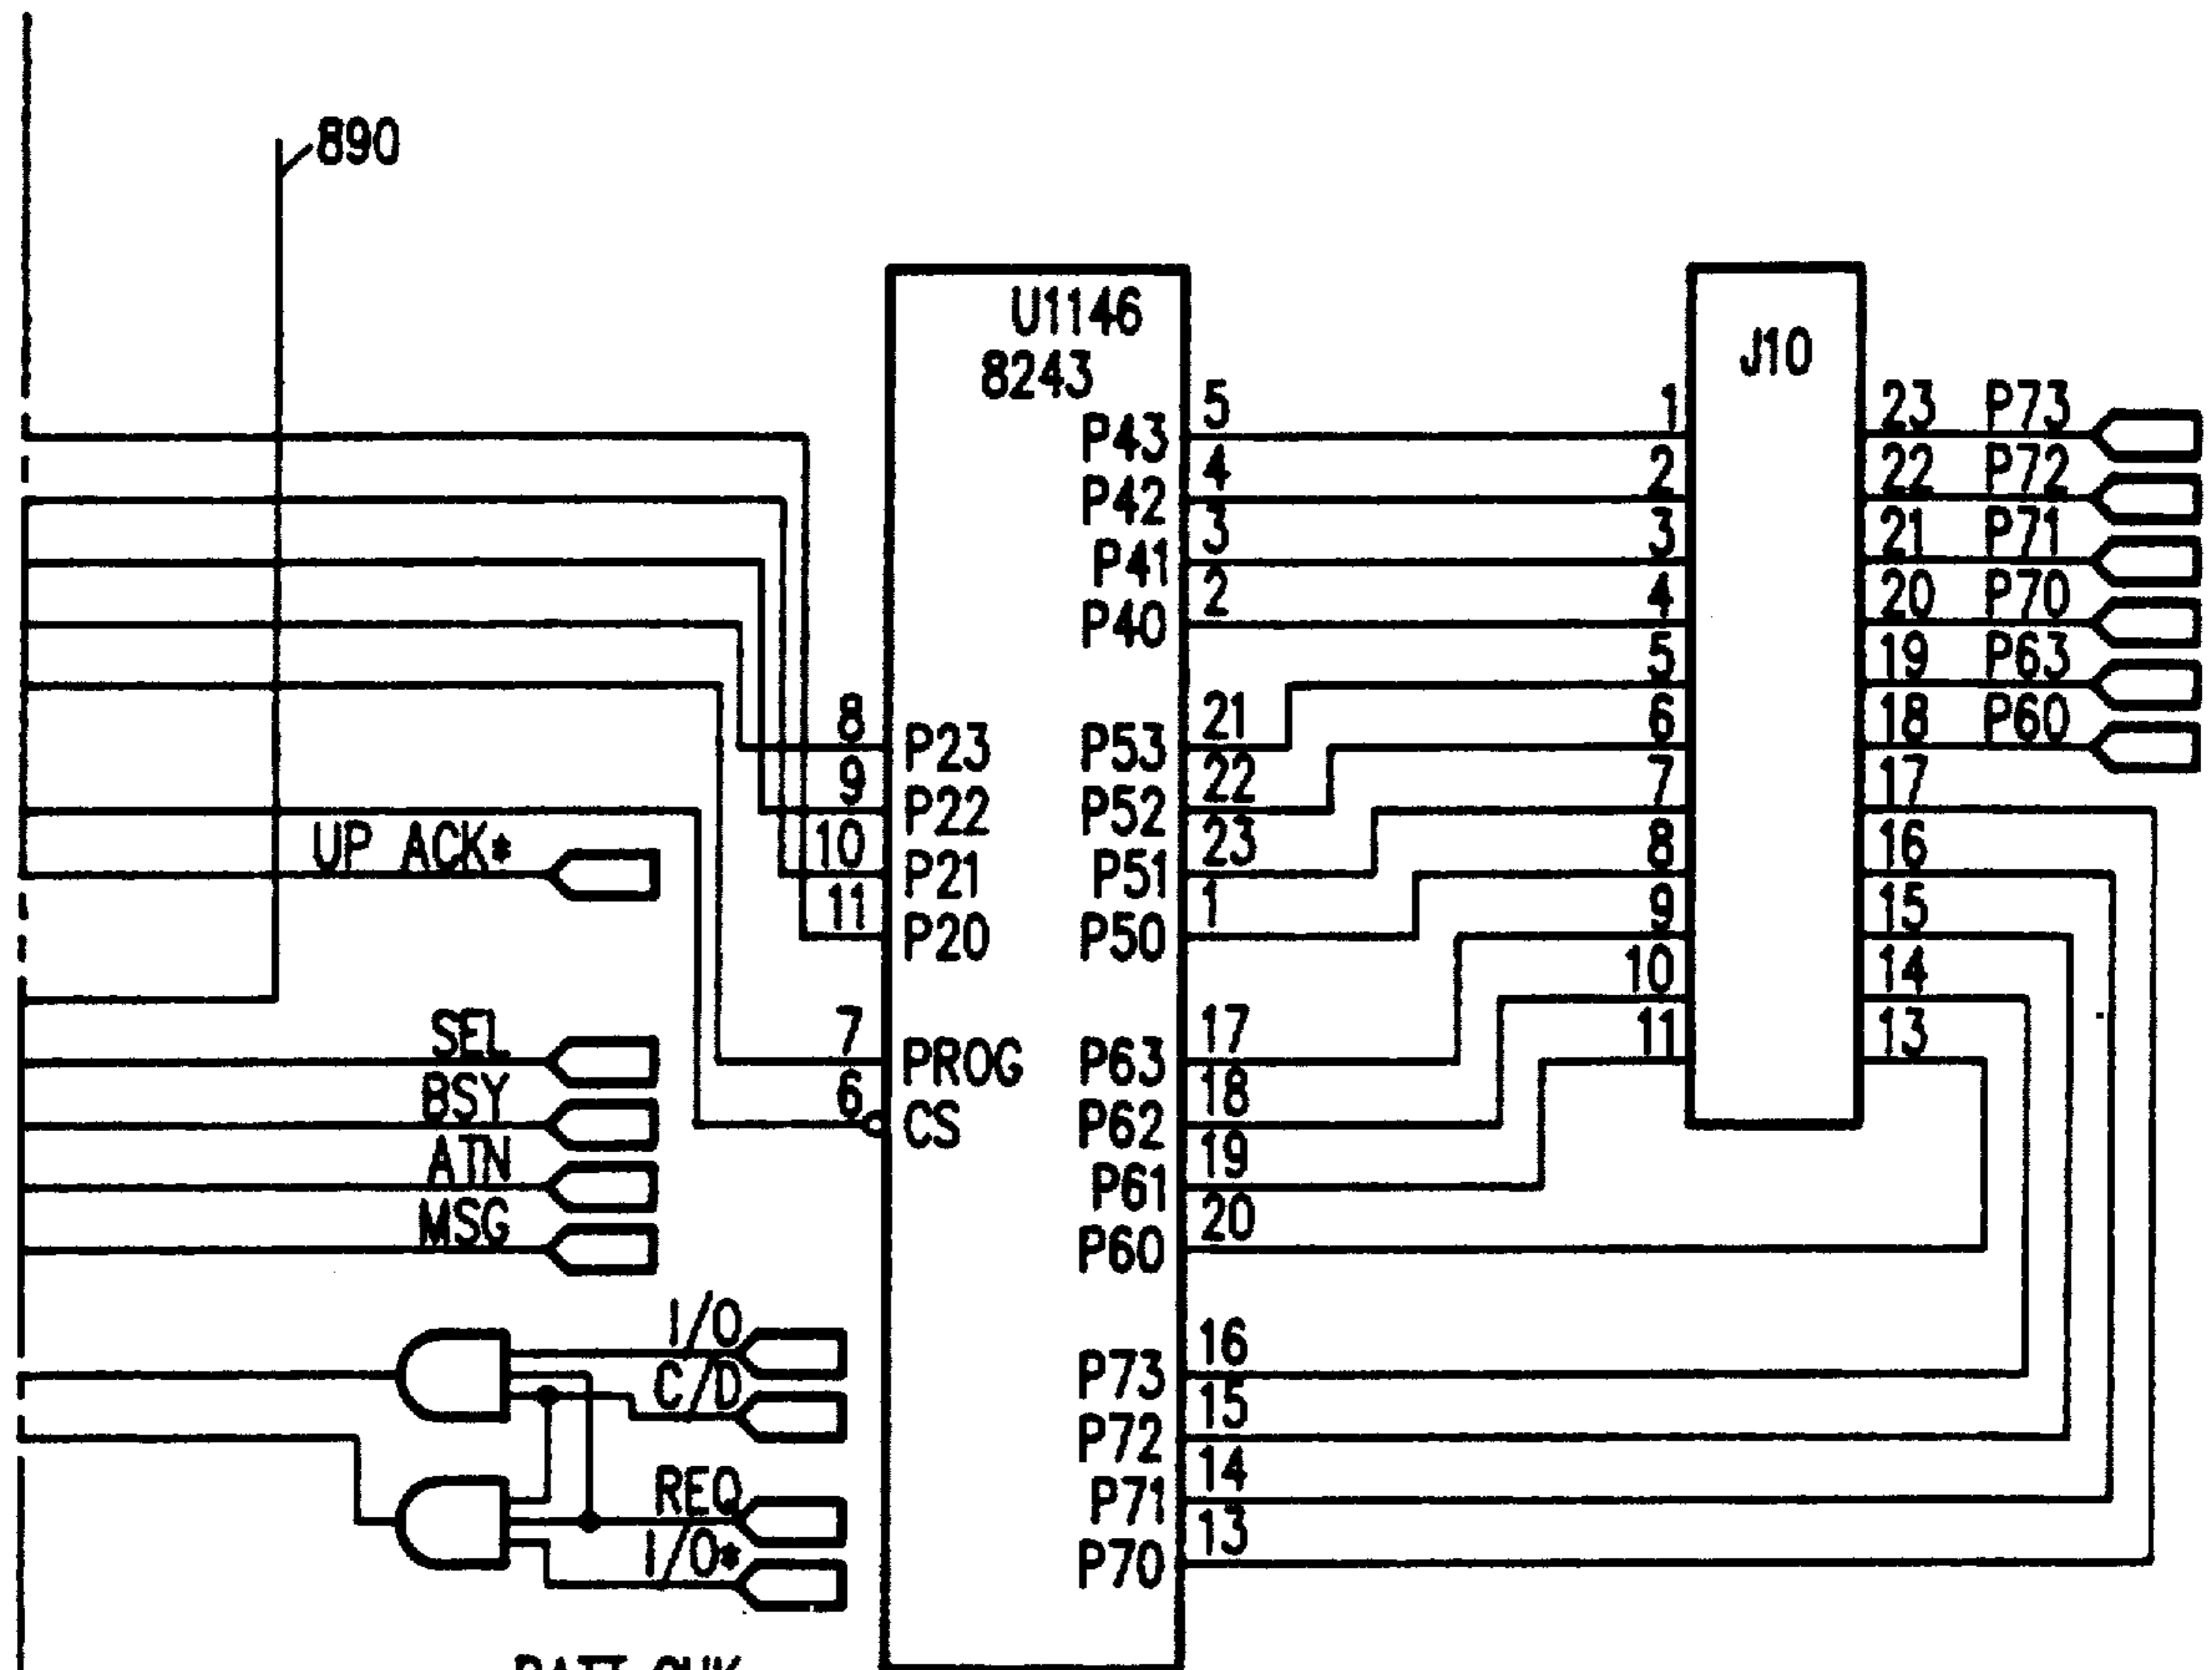 890
U1146
8243
J10
5 1 23 P73
P43
4 2 22 P72
P42
3 3 21 P71
P41
2 4 20 P70
P40
5 19 P63
8 21 6 18 P60
P23 P53
9 22 7 17
P22 P52
UP ACK* 10 23 8 16
P21 P51
11 1 9 15
P20 P50
10 14
SEL 7 17 11 13
PROG P63
BSY 6 18
CS P62
ATN 19
P61
MSG 20
P60
I/O 16
P73
C/D 15
P72
REQ 14
P71
I/O* 13
P70